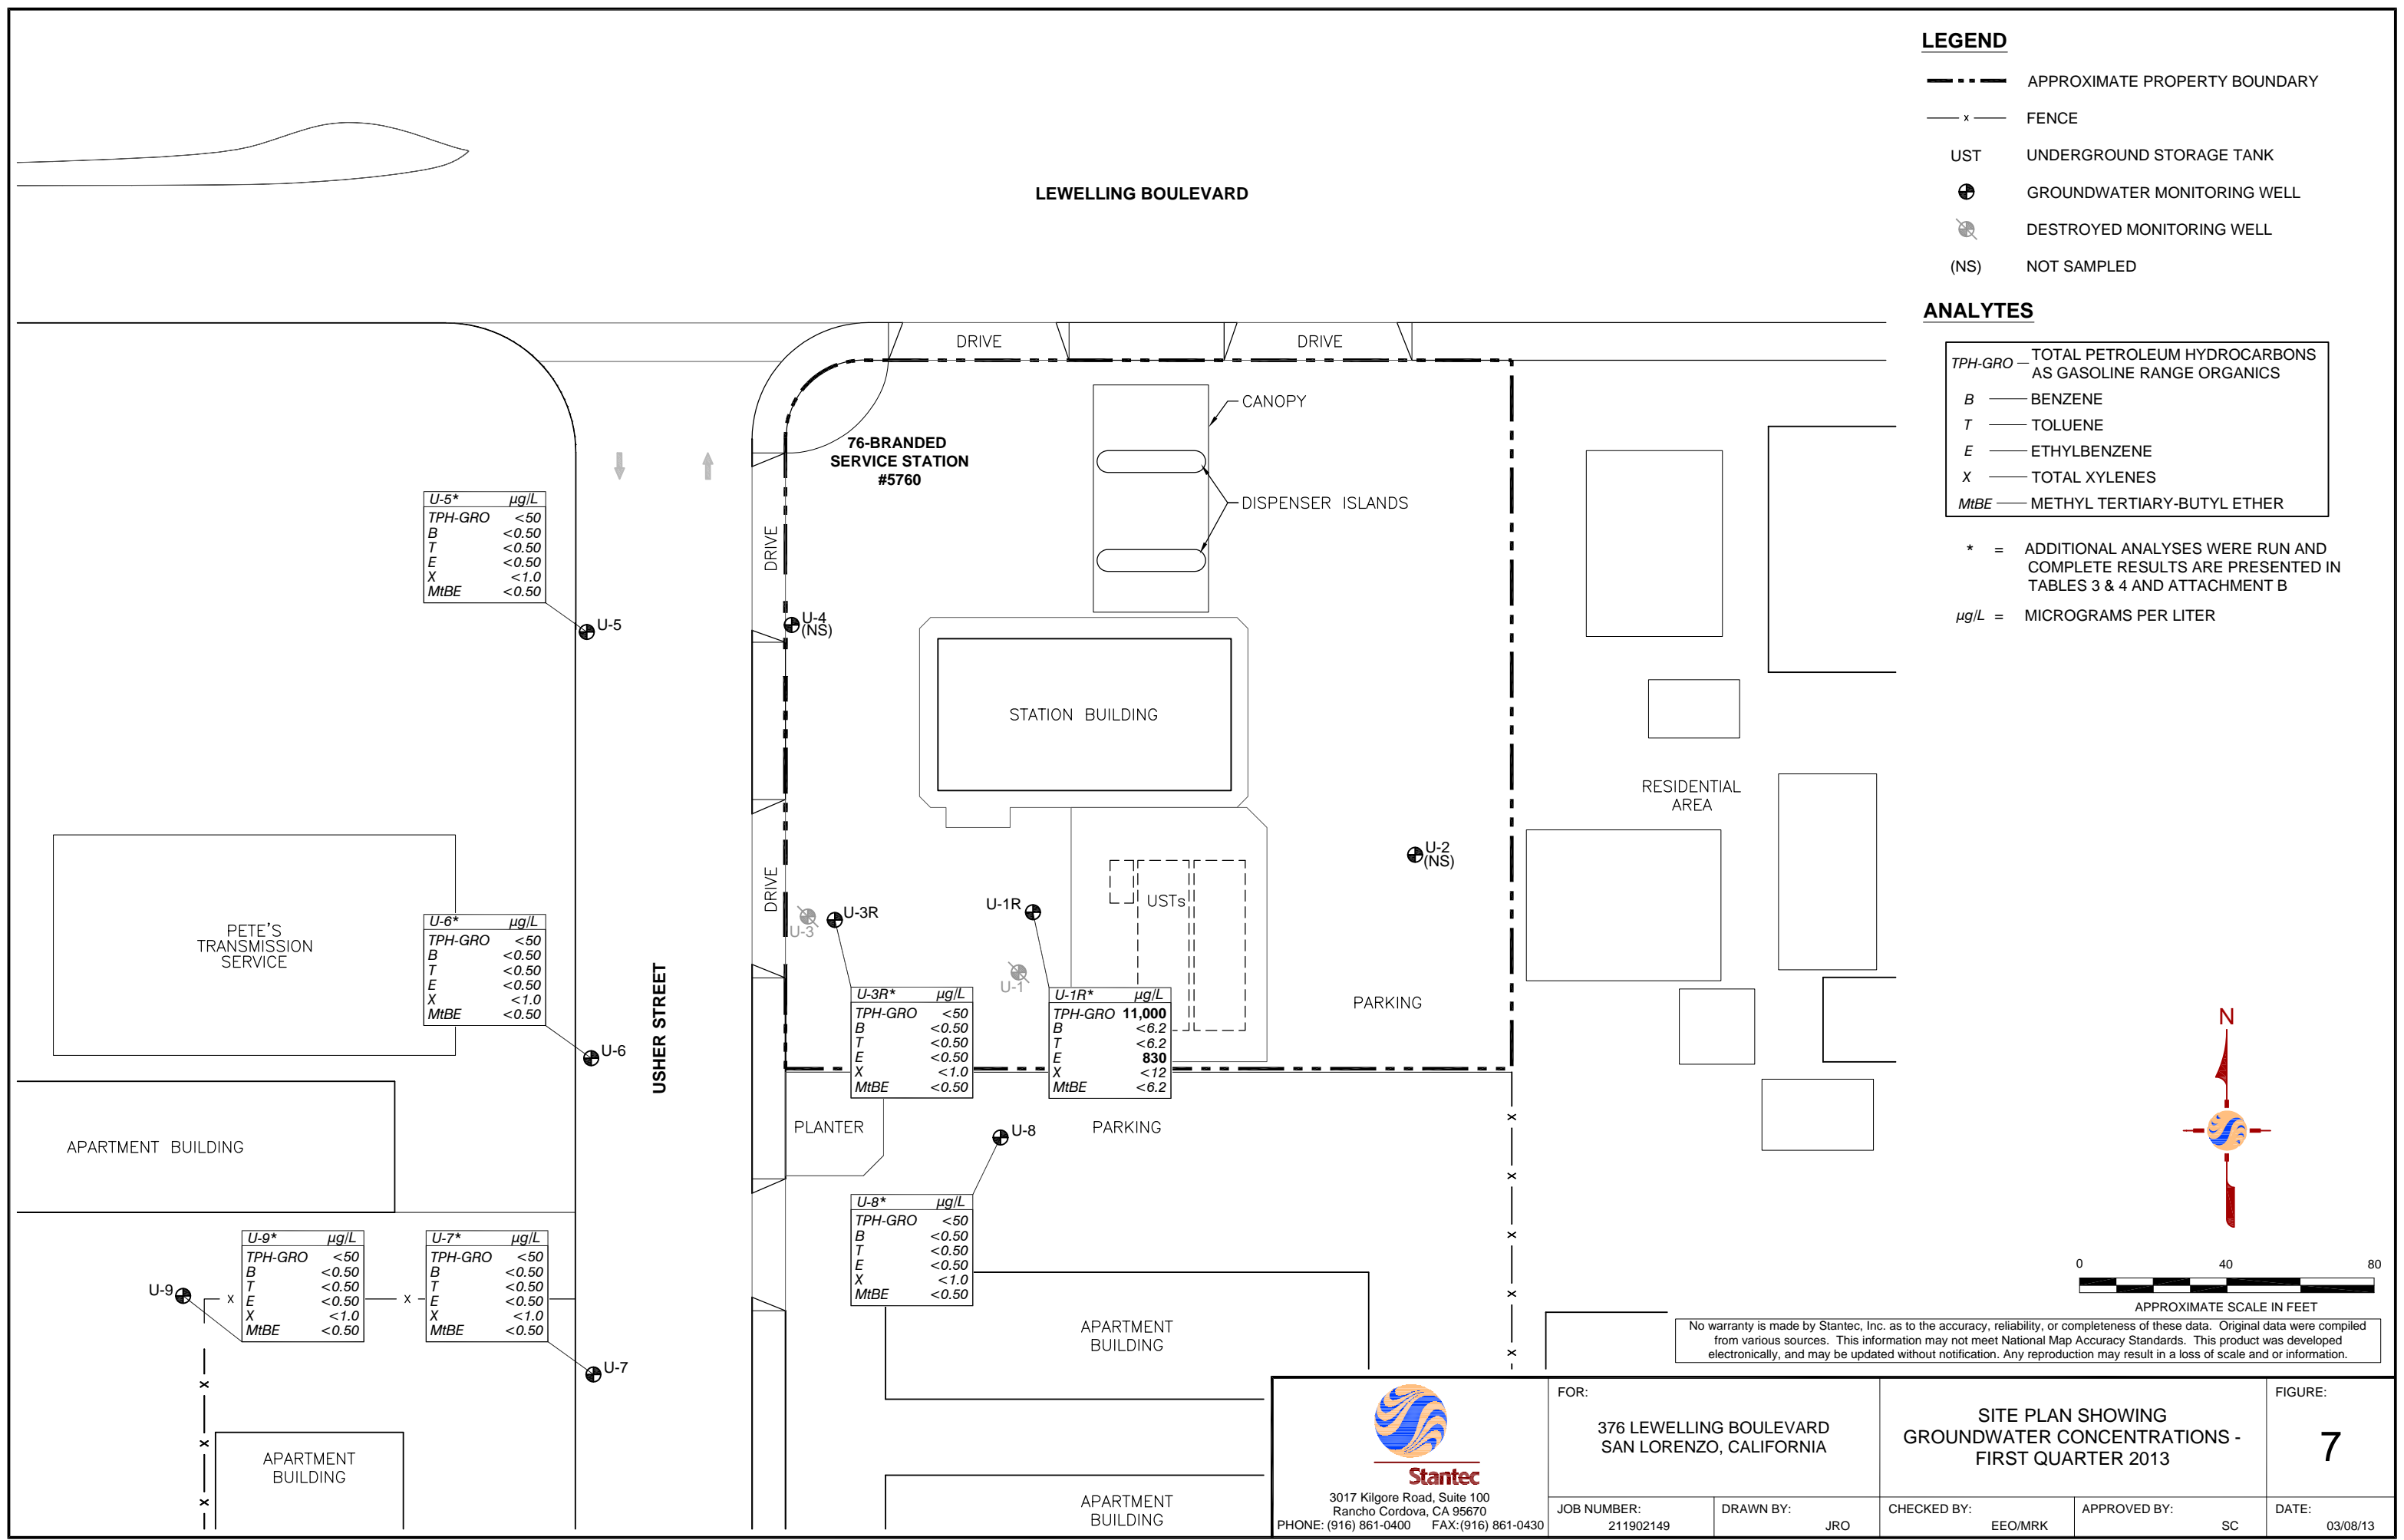 LEGEND
APPROXIMATE PROPERTY BOUNDARY
x FENCE
UST UNDERGROUND STORAGE TANK
GROUNDWATER MONITORING WELL
DESTROYED MONITORING WELL
(NS) NOT SAMPLED
ANALYTES
TPH-GRO TOTAL PETROLEUM HYDROCARBONS
AS GASOLINE RANGE ORGANICS
B BENZENE
T TOLUENE
E ETHYLBENZENE
X TOTAL XYLENES
MtBE METHYL TERTIARY-BUTYL ETHER
* = ADDITIONAL ANALYSES WERE RUN AND
COMPLETE RESULTS ARE PRESENTED IN
TABLES 3 & 4 AND ATTACHMENT B
µg/L = MICROGRAMS PER LITER
LEWELLING BOULEVARD
DRIVE
DRIVE
CANOPY
76-BRANDED
SERVICE STATION
#5760
DISPENSER ISLANDS
DRIVE
U-5* µg/L
TPH-GRO <50
B <0.50
T <0.50
E <0.50
X <1.0
MtBE <0.50
U-5
U-4
(NS)
STATION BUILDING
RESIDENTIAL
AREA
U-2
(NS)
DRIVE
USTs
U-3R
U-3
U-1R
U-1
PETE'S
TRANSMISSION
SERVICE
U-6* µg/L
TPH-GRO <50
B <0.50
T <0.50
E <0.50
X <1.0
MtBE <0.50
U-6
USHER STREET
U-3R* µg/L
TPH-GRO <50
B <0.50
T <0.50
E <0.50
X <1.0
MtBE <0.50
U-1R* µg/L
TPH-GRO 11,000
B <6.2
T <6.2
E 830
X <12
MtBE <6.2
PARKING
N
PLANTER
U-8
PARKING
APARTMENT BUILDING
U-8* µg/L
TPH-GRO <50
B <0.50
T <0.50
E <0.50
X <1.0
MtBE <0.50
U-9
U-9* µg/L
TPH-GRO <50
B <0.50
T <0.50
E <0.50
X <1.0
MtBE <0.50
U-7* µg/L
TPH-GRO <50
B <0.50
T <0.50
E <0.50
X <1.0
MtBE <0.50
U-7
x x
x x x x x
x x x
APARTMENT
BUILDING
APARTMENT
BUILDING
APARTMENT
BUILDING
0 40 80
APPROXIMATE SCALE IN FEET
No warranty is made by Stantec, Inc. as to the accuracy, reliability, or completeness of these data. Original data were compiled
from various sources. This information may not meet National Map Accuracy Standards. This product was developed
electronically, and may be updated without notification. Any reproduction may result in a loss of scale and or information.
Stantec
3017 Kilgore Road, Suite 100
Rancho Cordova, CA 95670
PHONE: (916) 861-0400 FAX:(916) 861-0430
FOR:
376 LEWELLING BOULEVARD
SAN LORENZO, CALIFORNIA
SITE PLAN SHOWING
GROUNDWATER CONCENTRATIONS -
FIRST QUARTER 2013
FIGURE:
7
JOB NUMBER:
211902149
DRAWN BY:
JRO
CHECKED BY:
EEO/MRK
APPROVED BY:
SC
DATE:
03/08/13